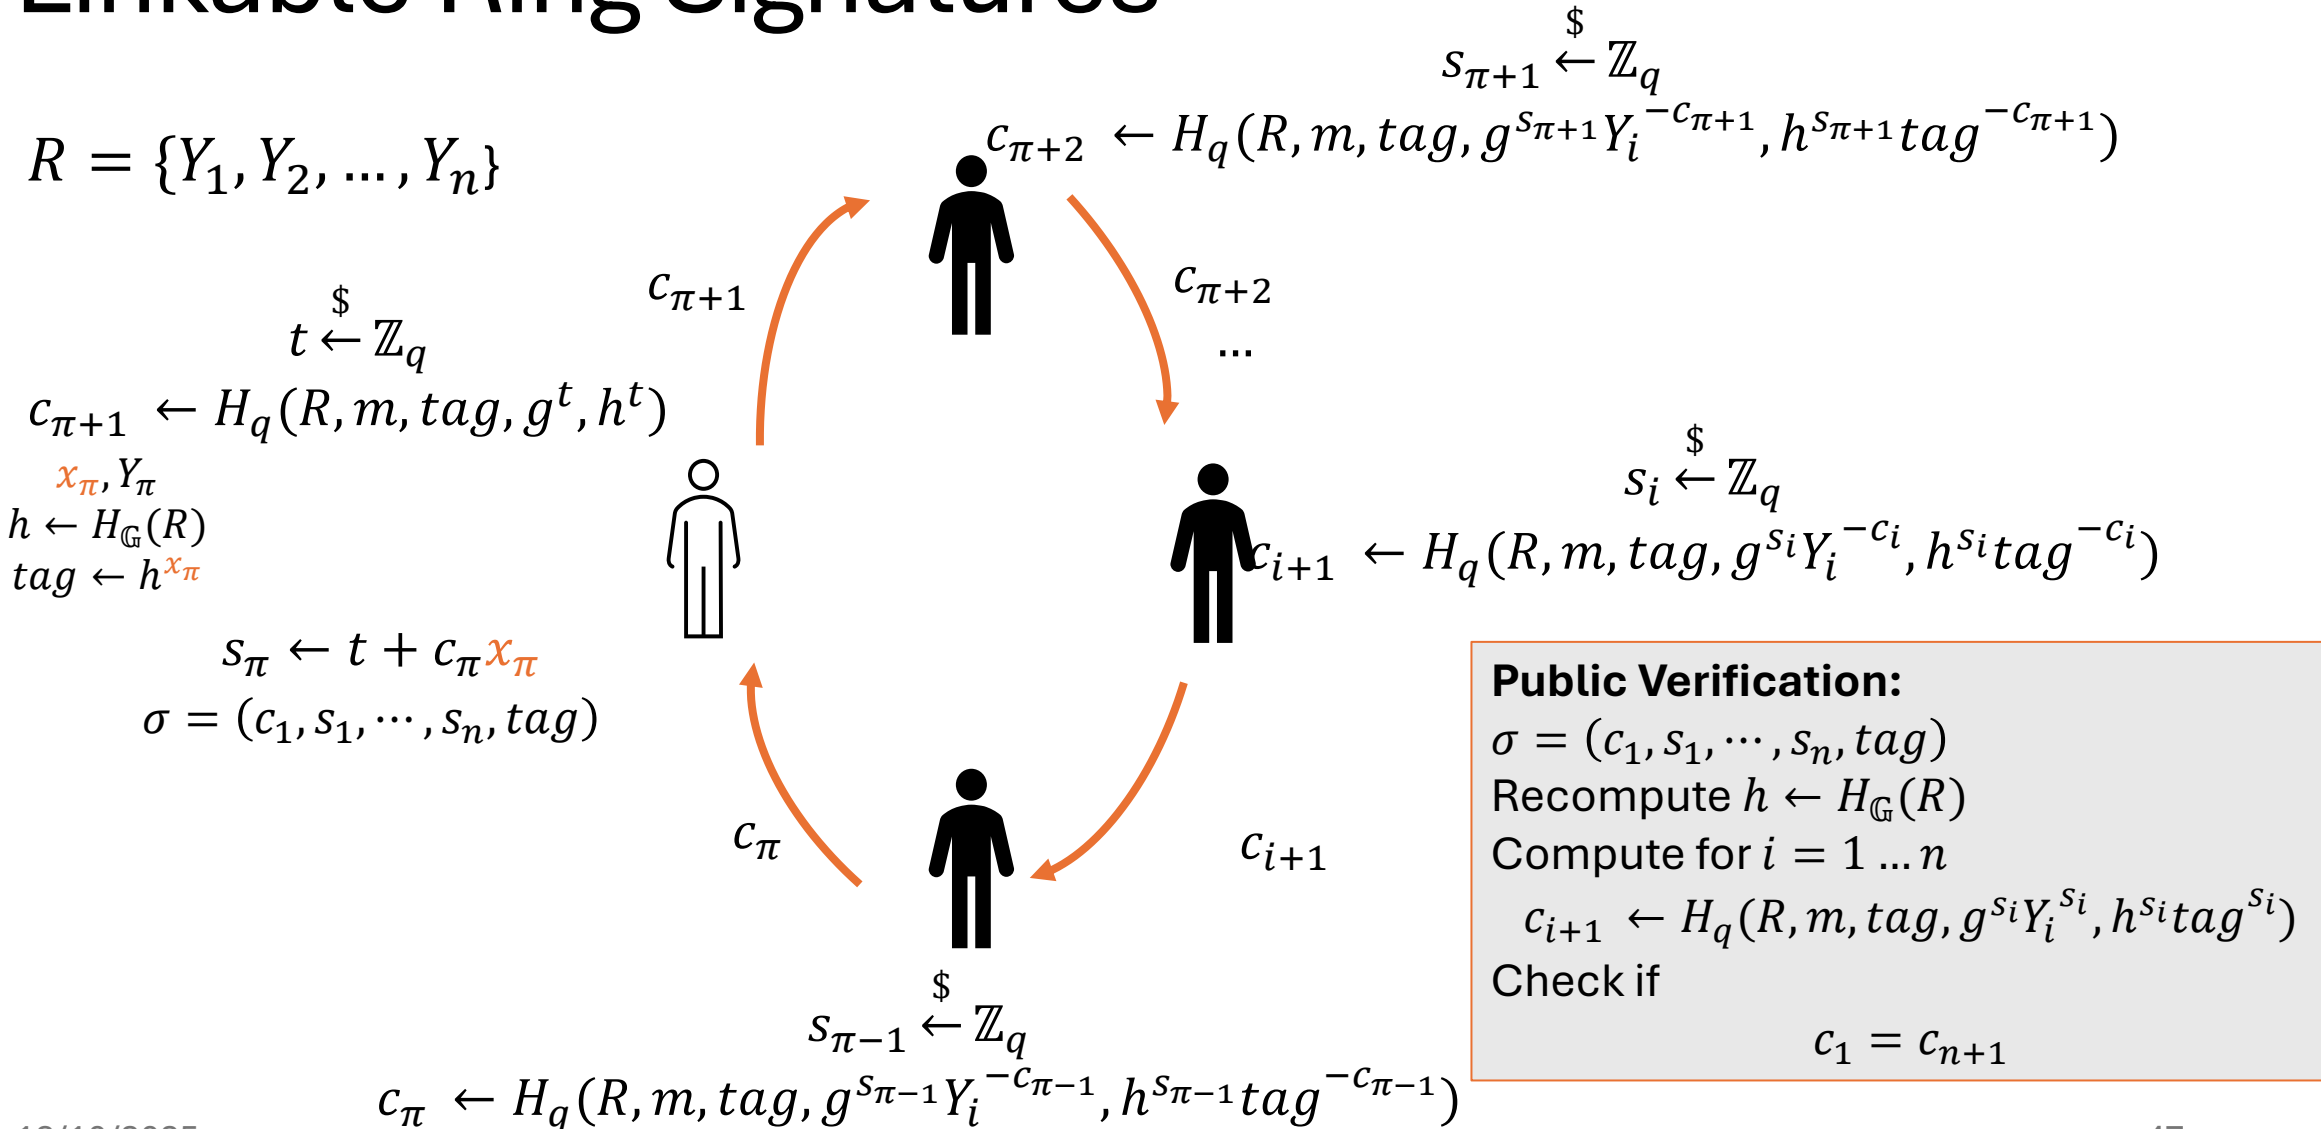 Linkable Ring Signatures
R = {Y_1, Y_2, … , Y_n}
s_{π+1} ←$ ℤ_q
c_{π+2} ← H_q(R, m, tag, g^{s_{π+1}} Y_i^{-c_{π+1}}, h^{s_{π+1}} tag^{-c_{π+1}})
c_{π+1}
c_{π+2}
...
t ←$ ℤ_q
c_{π+1} ← H_q(R, m, tag, g^t, h^t)
x_π, Y_π
h ← H_𝔾(R)
tag ← h^{x_π}
s_i ←$ ℤ_q
c_{i+1} ← H_q(R, m, tag, g^{s_i} Y_i^{-c_i}, h^{s_i} tag^{-c_i})
s_π ← t + c_π x_π
σ = (c_1, s_1, ⋯ , s_n, tag)
c_π
c_{i+1}
s_{π−1} ←$ ℤ_q
c_π ← H_q(R, m, tag, g^{s_{π−1}} Y_i^{-c_{π−1}}, h^{s_{π−1}} tag^{-c_{π−1}})
Public Verification:
σ = (c_1, s_1, ⋯ , s_n, tag)
Recompute h ← H_𝔾(R)
Compute for i = 1 … n
c_{i+1} ← H_q(R, m, tag, g^{s_i} Y_i^{s_i}, h^{s_i} tag^{s_i})
Check if
c_1 = c_{n+1}